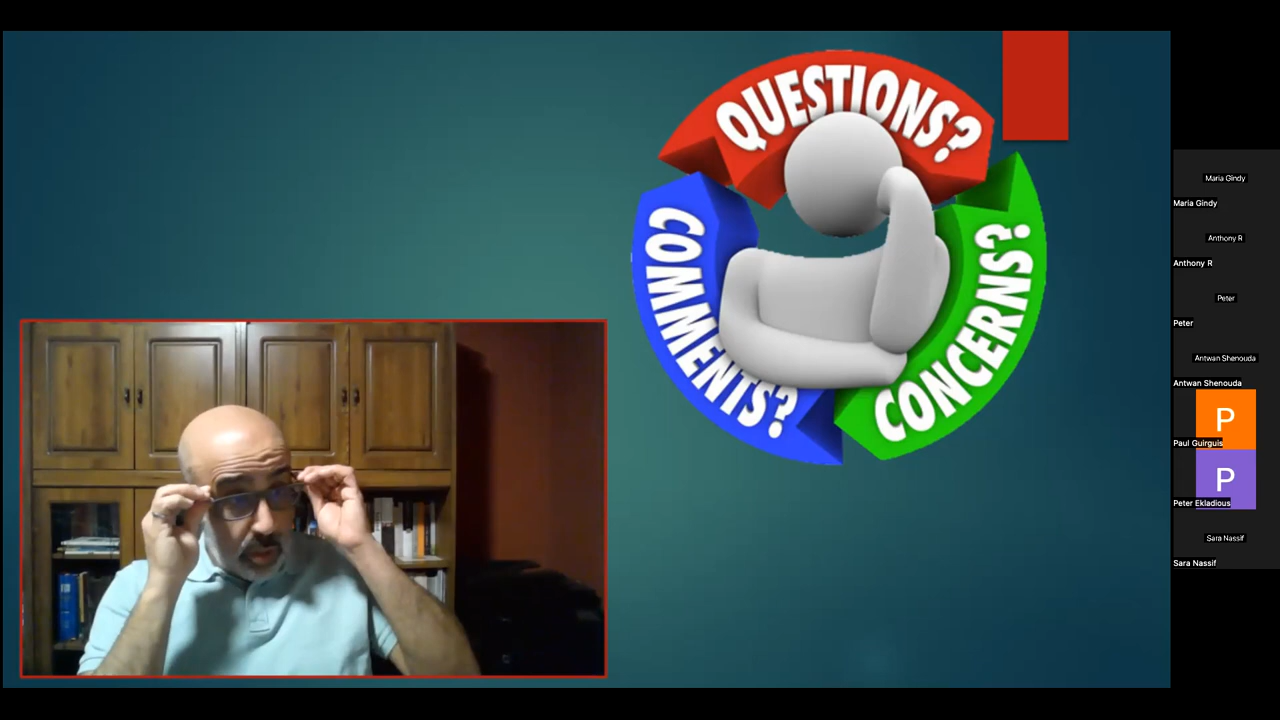 QUESTIONS?
COMMENTS?
CONCERNS?
Maria Gindy
Maria Gindy
Anthony R
Anthony R
Peter
Peter
Antwan Shenouda
Antwan Shenouda
P
Paul Guirguis
P
Peter Ekladious
Sara Nassif
Sara Nassif